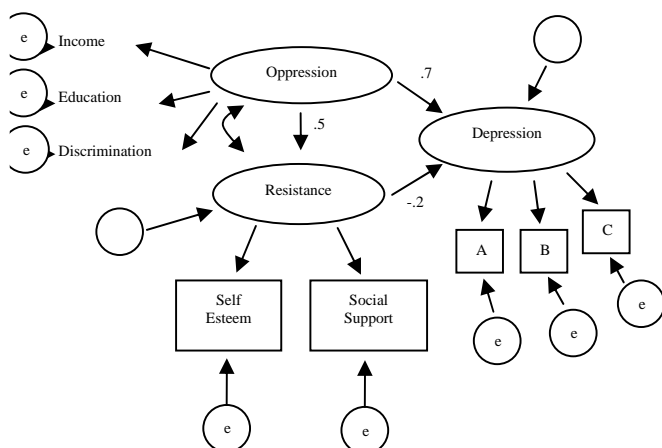 e Income
Oppression
.7
e Education
.5
Depression
e Discrimination
Resistance
-.2
A
B
C
Self
Esteem
Social
Support
e
e
e
e
e